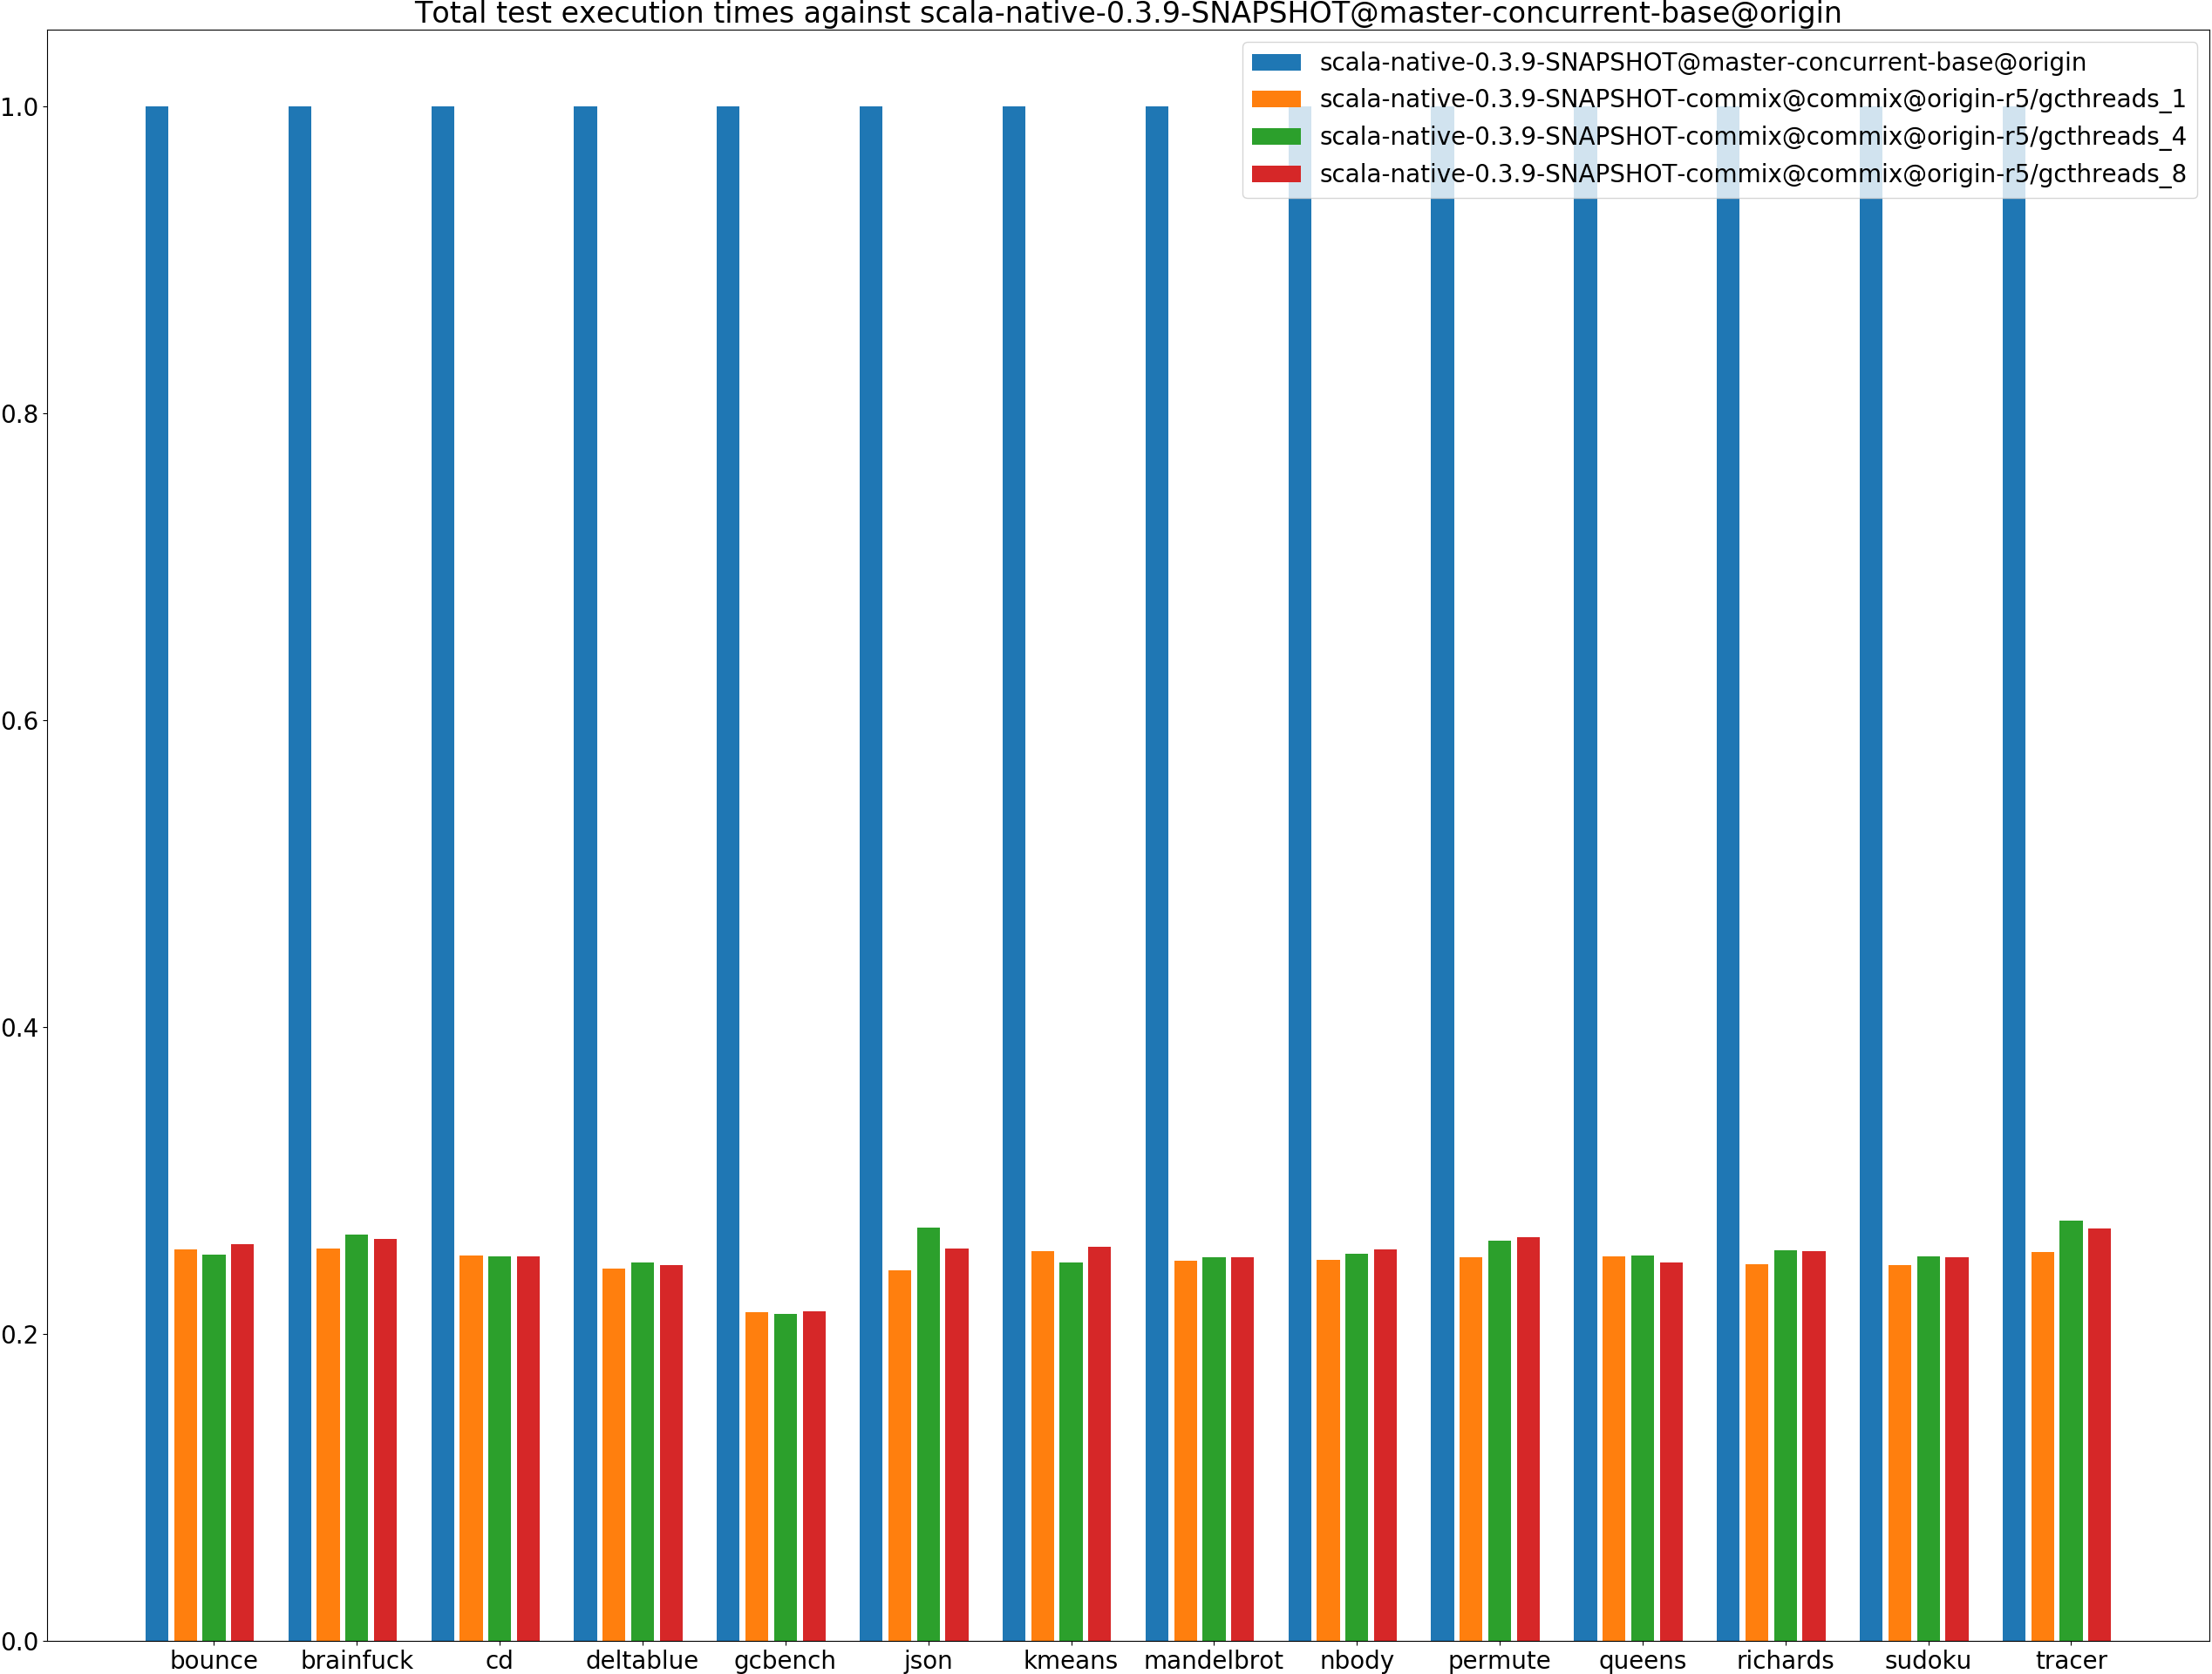 Total test execution times against scala-native-0.3.9-SNAPSHOT@master-concurrent-base@origin
scala-native-0.3.9-SNAPSHOT@master-concurrent-base@origin
scala-native-0.3.9-SNAPSHOT-commix@commix@origin-r5/gcthreads_1
scala-native-0.3.9-SNAPSHOT-commix@commix@origin-r5/gcthreads_4
scala-native-0.3.9-SNAPSHOT-commix@commix@origin-r5/gcthreads_8
1.0
0.8
0.6
0.4
0.2
0.0
bounce brainfuck cd deltablue gcbench json kmeans mandelbrot nbody permute queens richards sudoku tracer